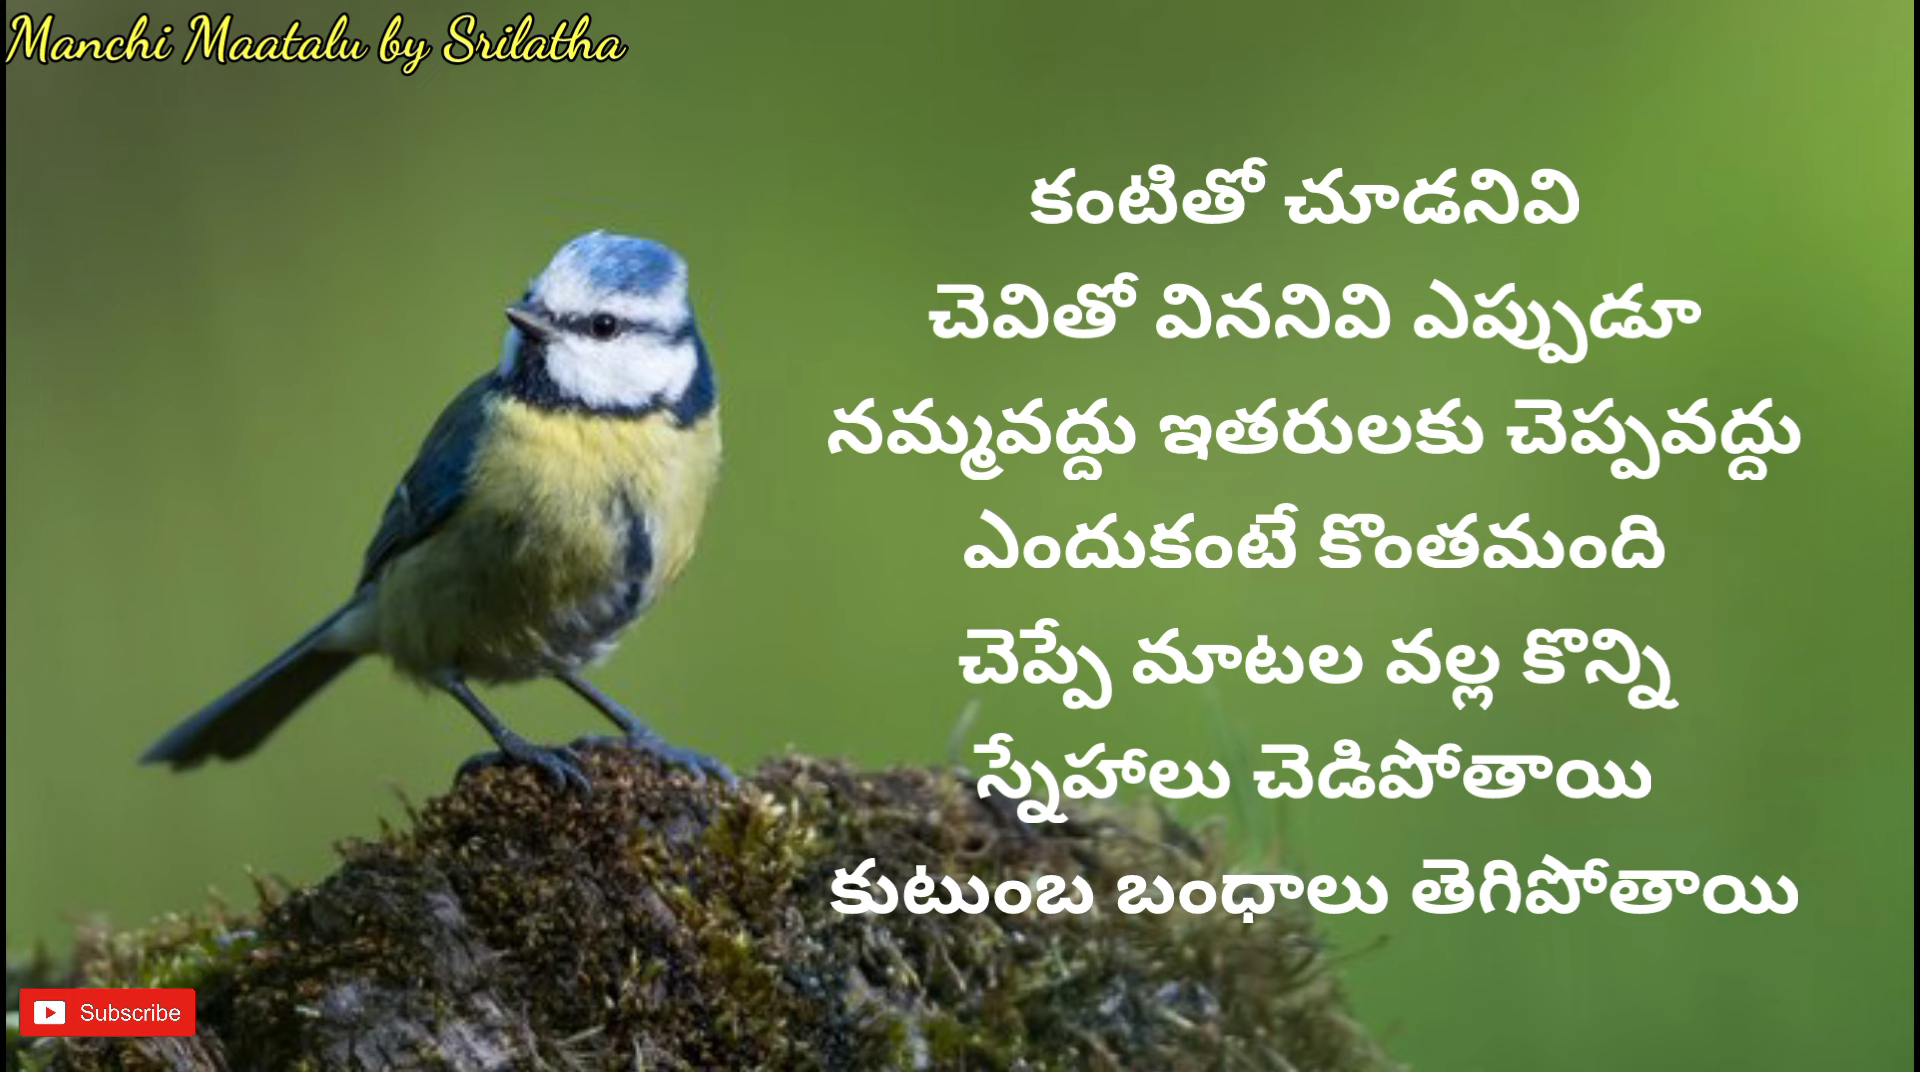 Manchi Maatalu by Srilatha
కంటితో చూడనివి
చెవితో విననివి ఎప్పుడూ
నమ్మవద్దు ఇతరులకు చెప్పవద్దు
ఎందుకంటే కొంతమంది
చెప్పే మాటల వల్ల కొన్ని
స్నేహాలు చెడిపోతాయి
కుటుంబ బంధాలు తెగిపోతాయి
Subscribe